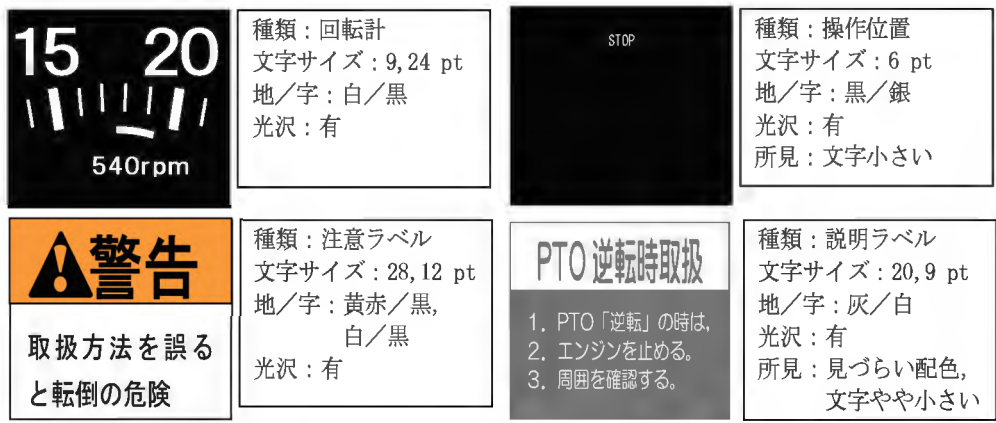 15 20
540rpm
種類：回転計
文字サイズ：9,24 pt
地／字：白／黒
光沢：有
STOP
種類：操作位置
文字サイズ：6 pt
地／字：黒／銀
光沢：有
所見：文字小さい
警告
取扱方法を誤る
と転倒の危険
種類：注意ラベル
文字サイズ：28,12 pt
地／字：黄赤／黒,
白／黒
光沢：有
PTO 逆転時取扱
1. PTO「逆転」の時は,
2. エンジンを止める。
3. 周囲を確認する。
種類：説明ラベル
文字サイズ：20,9 pt
地／字：灰／白
光沢：有
所見：見づらい配色,
文字やや小さい